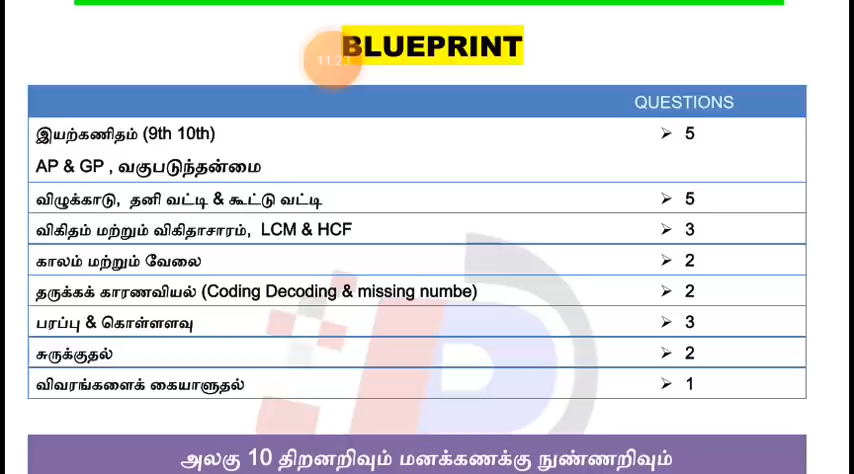 BLUEPRINT
11:23
QUESTIONS
இயற்கணிதம் (9th 10th) ➢ 5
AP & GP , வகுபடுந்தன்மை
விழுக்காடு, தனி வட்டி & கூட்டு வட்டி ➢ 5
விகிதம் மற்றும் விகிதாசாரம், LCM & HCF ➢ 3
காலம் மற்றும் வேலை ➢ 2
தருக்கக் காரணவியல் (Coding Decoding & missing numbe) ➢ 2
பரப்பு & கொள்ளளவு ➢ 3
சுருக்குதல் ➢ 2
விவரங்களைக் கையாளுதல் ➢ 1
அலகு 10 திறனறிவும் மனக்கணக்கு நுண்ணறிவும்